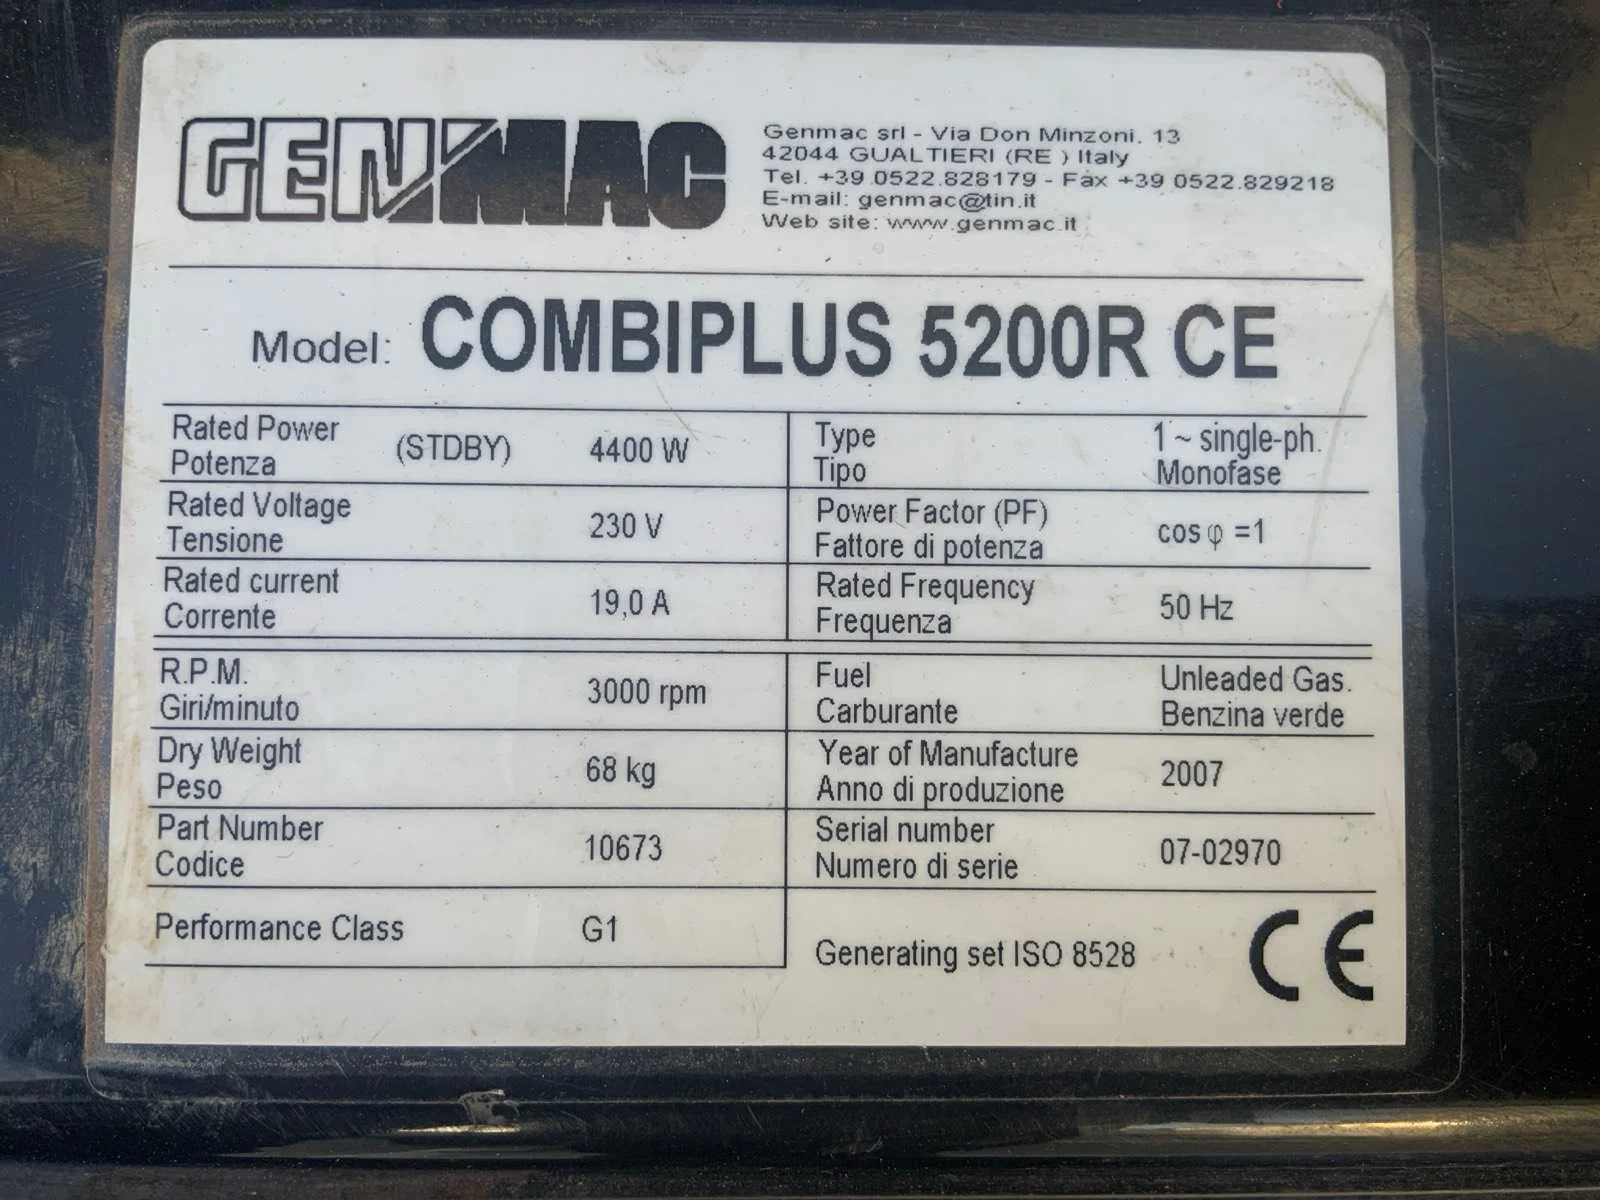 GENMAC
Genmac srl - Via Don Minzoni, 13
42044 GUALTIERI (RE ) Italy
Tel. +39 0522.828179 - Fax +39 0522.829218
E-mail: genmac@tin.it
Web site: www.genmac.it
Model: COMBIPLUS 5200R CE
Rated Power
Potenza
(STDBY)
4400 W
Type
Tipo
1 ~ single-ph.
Monofase
Rated Voltage
Tensione
230 V
Power Factor (PF)
Fattore di potenza
cos φ =1
Rated current
Corrente
19,0 A
Rated Frequency
Frequenza
50 Hz
R.P.M.
Giri/minuto
3000 rpm
Fuel
Carburante
Unleaded Gas.
Benzina verde
Dry Weight
Peso
68 kg
Year of Manufacture
Anno di produzione
2007
Part Number
Codice
10673
Serial number
Numero di serie
07-02970
Performance Class
G1
Generating set ISO 8528
CE